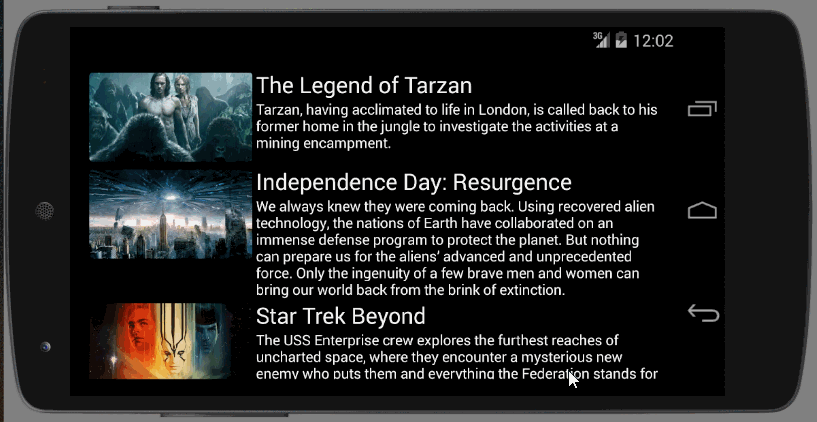 3G 12:02
The Legend of Tarzan
Tarzan, having acclimated to life in London, is called back to his
former home in the jungle to investigate the activities at a
mining encampment.
Independence Day: Resurgence
We always knew they were coming back. Using recovered alien
technology, the nations of Earth have collaborated on an
immense defense program to protect the planet. But nothing
can prepare us for the aliens’ advanced and unprecedented
force. Only the ingenuity of a few brave men and women can
bring our world back from the brink of extinction.
Star Trek Beyond
The USS Enterprise crew explores the furthest reaches of
uncharted space, where they encounter a mysterious new
enemy who puts them and everything the Federation stands for